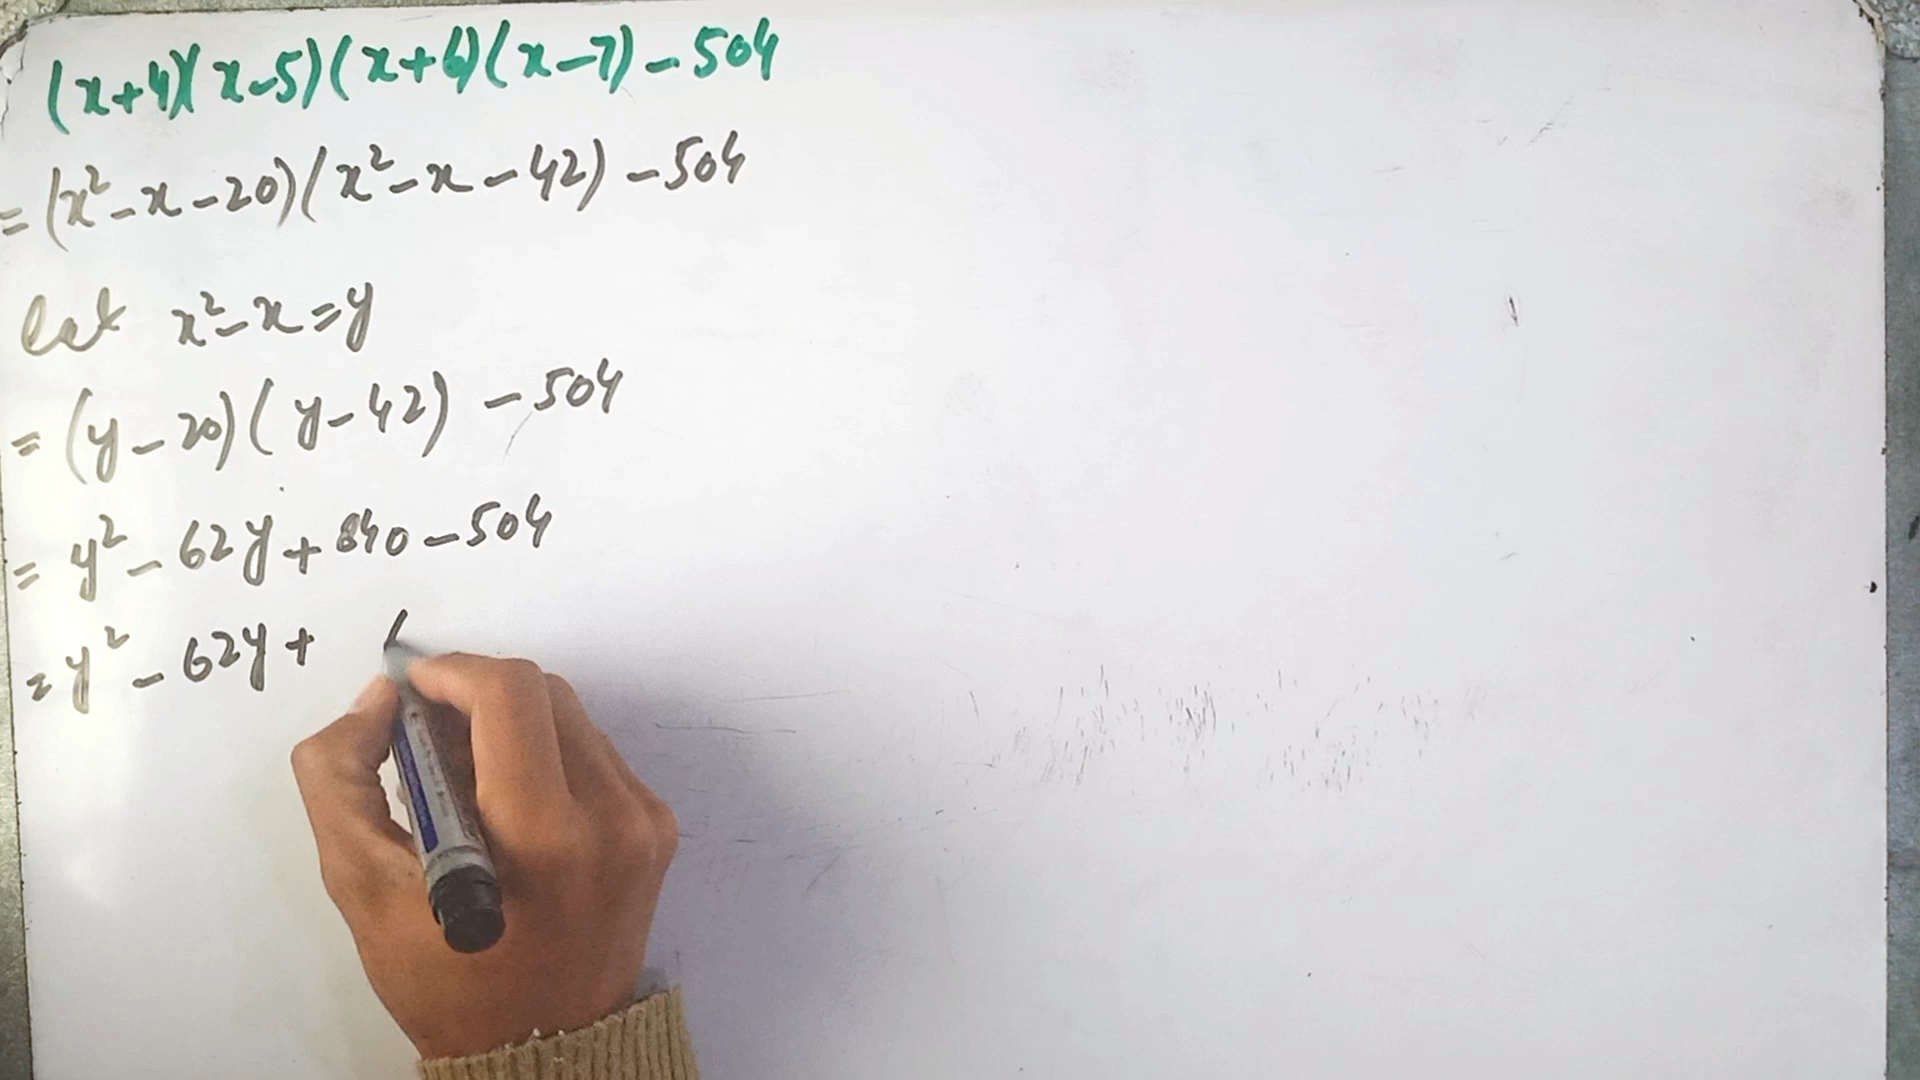 (x+4)(x-5)(x+6)(x-7)-504
=(x²-x-20)(x²-x-42)-504
let x²-x=y
=(y-20)(y-42)-504
=y²-62y+840-504
=y²-62y+